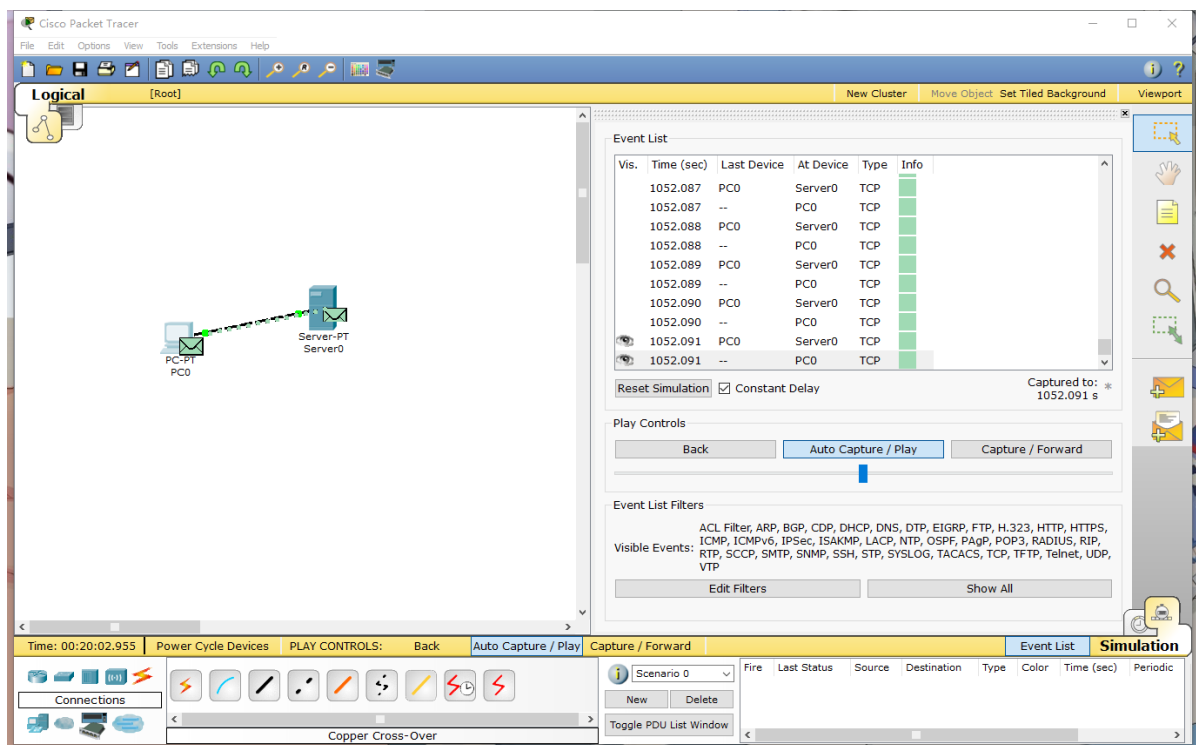 Cisco Packet Tracer
File Edit Options View Tools Extensions Help
Logical [Root] New Cluster Move Object Set Tiled Background Viewport
Event List
Vis. Time (sec) Last Device At Device Type Info
1052.087 PC0 Server0 TCP
1052.087 -- PC0 TCP
1052.088 PC0 Server0 TCP
1052.088 -- PC0 TCP
1052.089 PC0 Server0 TCP
1052.089 -- PC0 TCP
1052.090 PC0 Server0 TCP
1052.090 -- PC0 TCP
1052.091 PC0 Server0 TCP
1052.091 -- PC0 TCP
Server-PT
Server0
PC-PT
PC0
Reset Simulation Constant Delay Captured to: *
1052.091 s
Play Controls
Back Auto Capture / Play Capture / Forward
Event List Filters
Visible Events: ACL Filter, ARP, BGP, CDP, DHCP, DNS, DTP, EIGRP, FTP, H.323, HTTP, HTTPS,
ICMP, ICMPv6, IPSec, ISAKMP, LACP, NTP, OSPF, PAgP, POP3, RADIUS, RIP,
RTP, SCCP, SMTP, SNMP, SSH, STP, SYSLOG, TACACS, TCP, TFTP, Telnet, UDP,
VTP
Edit Filters Show All
Time: 00:20:02.955 Power Cycle Devices PLAY CONTROLS: Back Auto Capture / Play Capture / Forward Event List Simulation
Connections
Copper Cross-Over
Scenario 0
New Delete
Toggle PDU List Window
Fire Last Status Source Destination Type Color Time (sec) Periodic